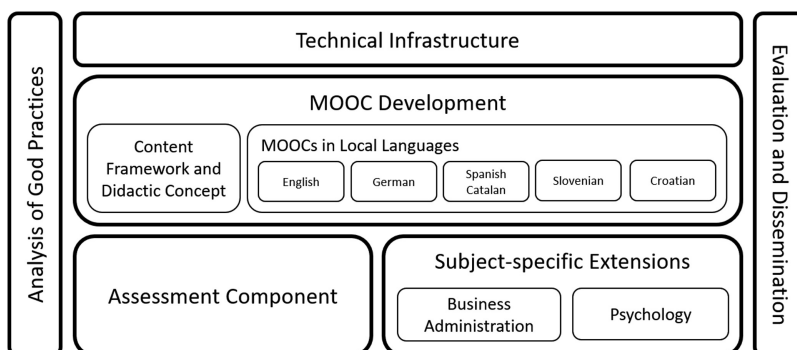 Analysis of God Practices
Technical Infrastructure
MOOC Development
Content
Framework and
Didactic Concept
MOOCs in Local Languages
English
German
Spanish
Catalan
Slovenian
Croatian
Assessment Component
Subject-specific Extensions
Business
Administration
Psychology
Evaluation and Dissemination